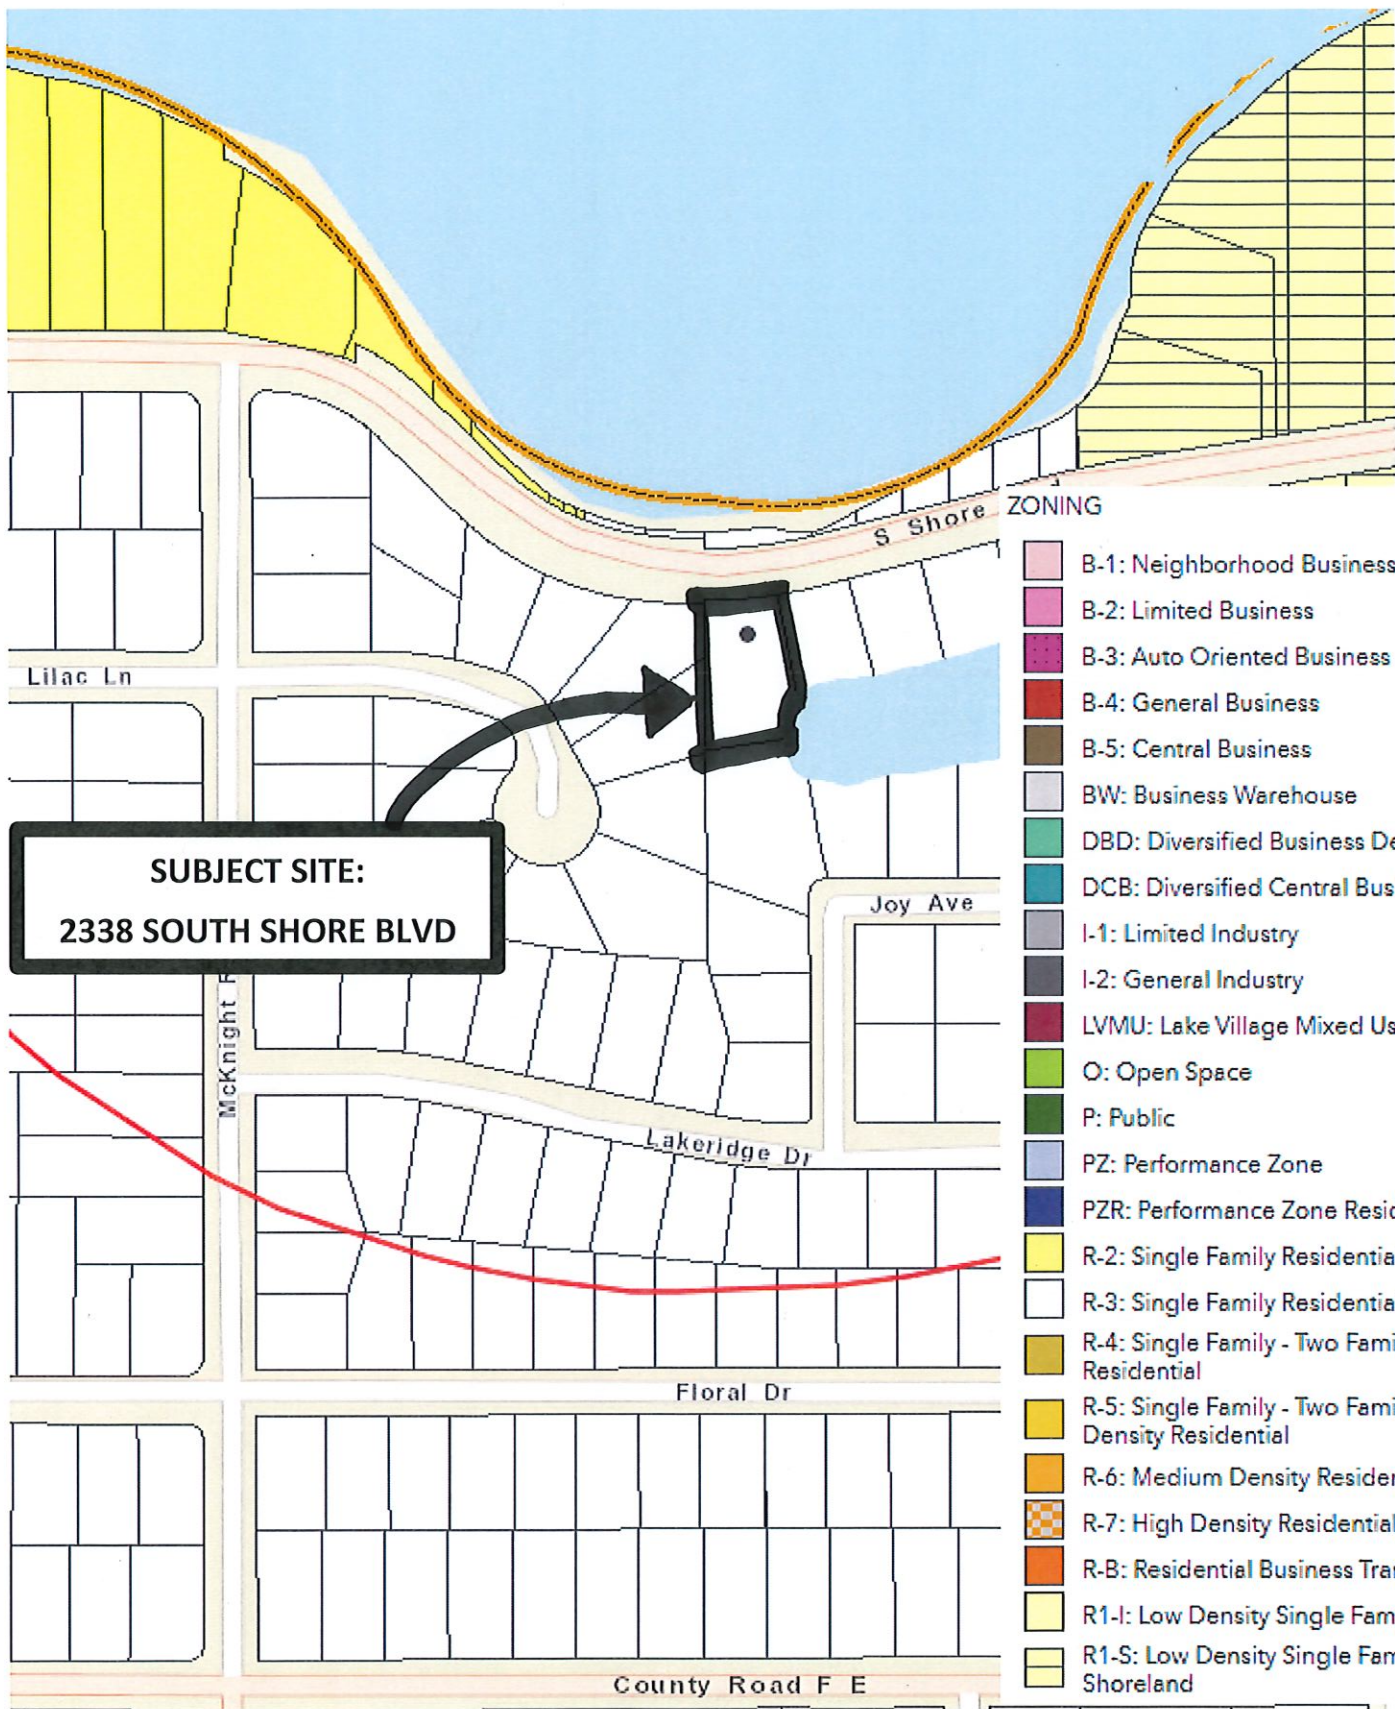 S Shore
ZONING
B-1: Neighborhood Business
B-2: Limited Business
B-3: Auto Oriented Business
B-4: General Business
B-5: Central Business
BW: Business Warehouse
DBD: Diversified Business De
DCB: Diversified Central Bus
I-1: Limited Industry
I-2: General Industry
LVMU: Lake Village Mixed Us
O: Open Space
P: Public
PZ: Performance Zone
PZR: Performance Zone Resid
R-2: Single Family Residentia
R-3: Single Family Residentia
R-4: Single Family - Two Fami
Residential
R-5: Single Family - Two Fami
Density Residential
R-6: Medium Density Residen
R-7: High Density Residential
R-B: Residential Business Tran
R1-I: Low Density Single Fam
R1-S: Low Density Single Fam
Shoreland
Lilac Ln
SUBJECT SITE:
2338 SOUTH SHORE BLVD
Joy Ave
McKnight R
Lakeridge Dr
Floral Dr
County Road F E